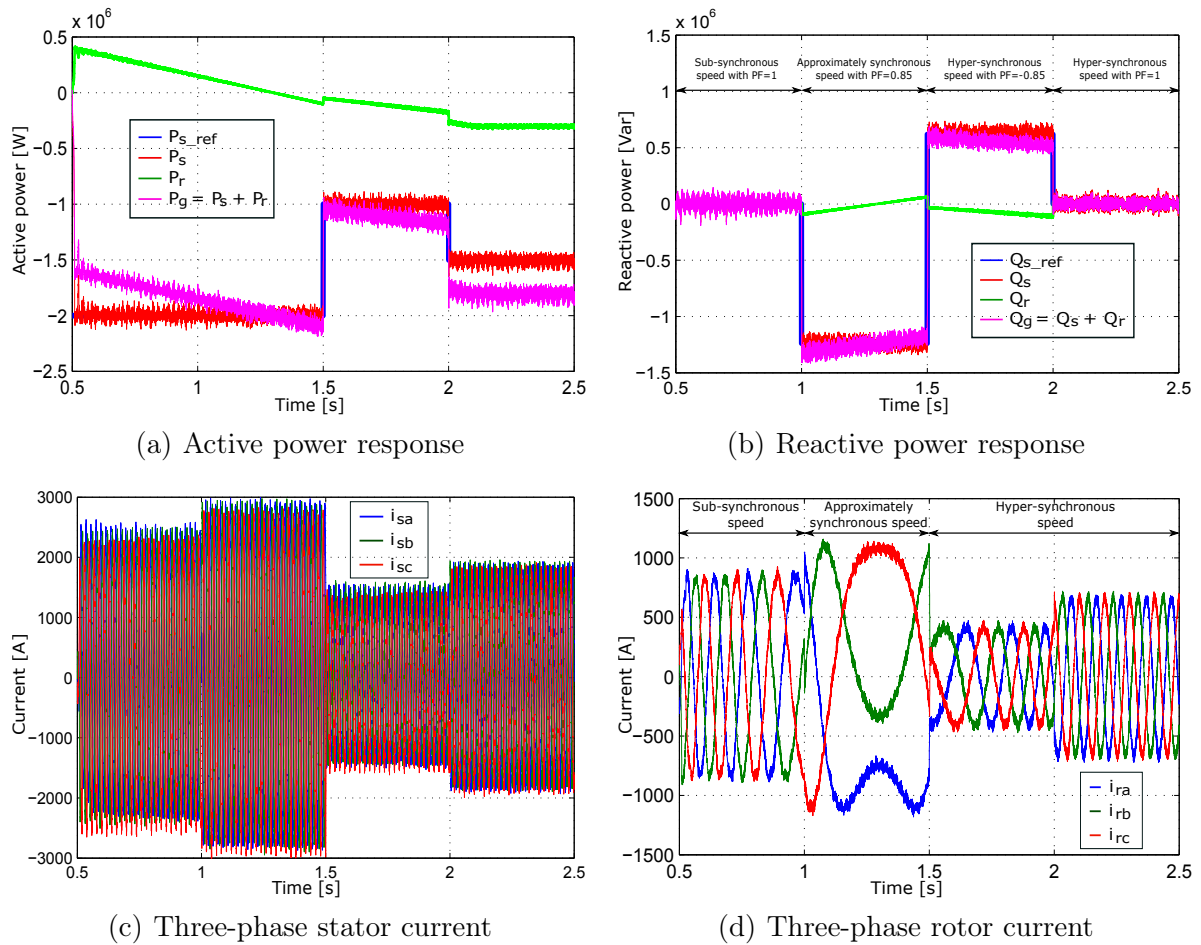 x 10⁶
0.5
0
−0.5
−1
−1.5
−2
−2.5
Active power [W]
P_s_ref
P_s
P_r
P_g = P_s + P_r
0.5 1 1.5 2 2.5
Time [s]
(a) Active power response
x 10⁶
1.5
1
0.5
0
−0.5
−1
−1.5
Reactive power [Var]
Sub-synchronous
speed with PF=1
Approximately synchronous
speed with PF=0.85
Hyper-synchronous
speed with PF=-0.85
Hyper-synchronous
speed with PF=1
Q_s_ref
Q_s
Q_r
Q_g = Q_s + Q_r
0.5 1 1.5 2 2.5
Time [s]
(b) Reactive power response
3000
2000
1000
0
−1000
−2000
−3000
Current [A]
i_sa
i_sb
i_sc
0.5 1 1.5 2 2.5
Time [s]
(c) Three-phase stator current
1500
1000
500
0
−500
−1000
−1500
Current [A]
Sub-synchronous
speed
Approximately
synchronous speed
Hyper-synchronous
speed
i_ra
i_rb
i_rc
0.5 1 1.5 2 2.5
Time [s]
(d) Three-phase rotor current